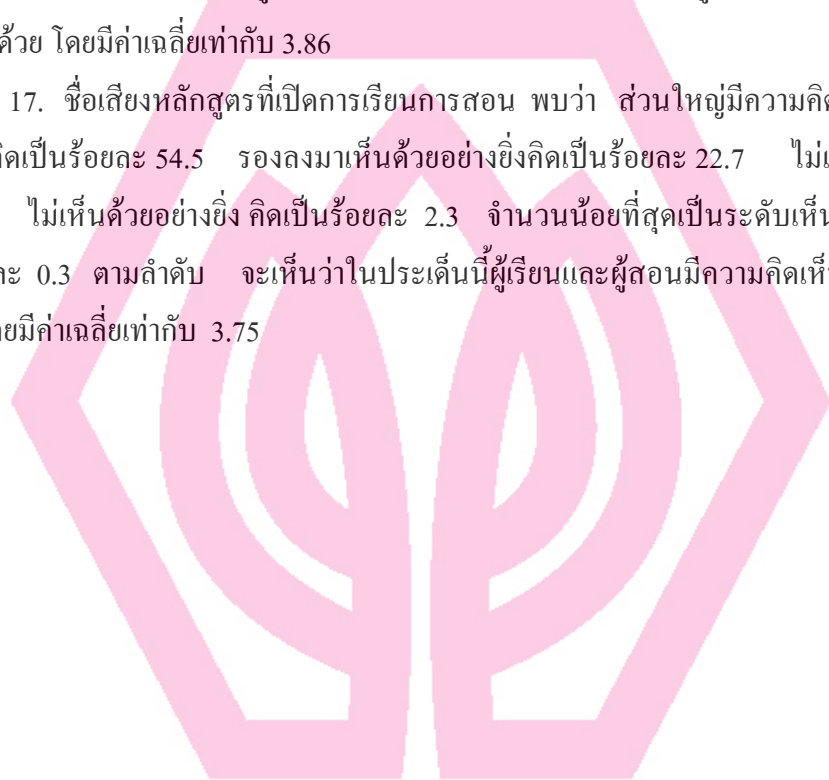 ด้วย โดยมีค่าเฉลี่ยเท่ากับ 3.86
17. ชื่อเสียงหลักสูตรที่เปิดการเรียนการสอน พบว่า ส่วนใหญ่มีความคิด
คิดเป็นร้อยละ 54.5 รองลงมาเห็นด้วยอย่างยิ่งคิดเป็นร้อยละ 22.7 ไม่เ
ไม่เห็นด้วยอย่างยิ่ง คิดเป็นร้อยละ 2.3 จำนวนน้อยที่สุดเป็นระดับเห็น
ละ 0.3 ตามลำดับ จะเห็นว่าในประเด็นนี้ผู้เรียนและผู้สอนมีความคิดเห็
ดยมีค่าเฉลี่ยเท่ากับ 3.75